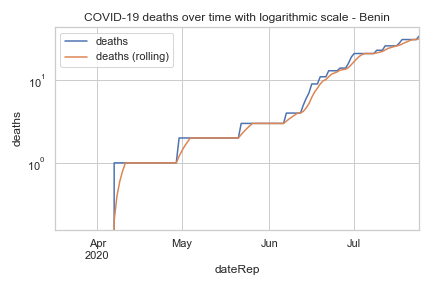 COVID-19 deaths over time with logarithmic scale - Benin
deaths
deaths (rolling)
10¹
10⁰
deaths
Apr
2020
May
Jun
Jul
dateRep